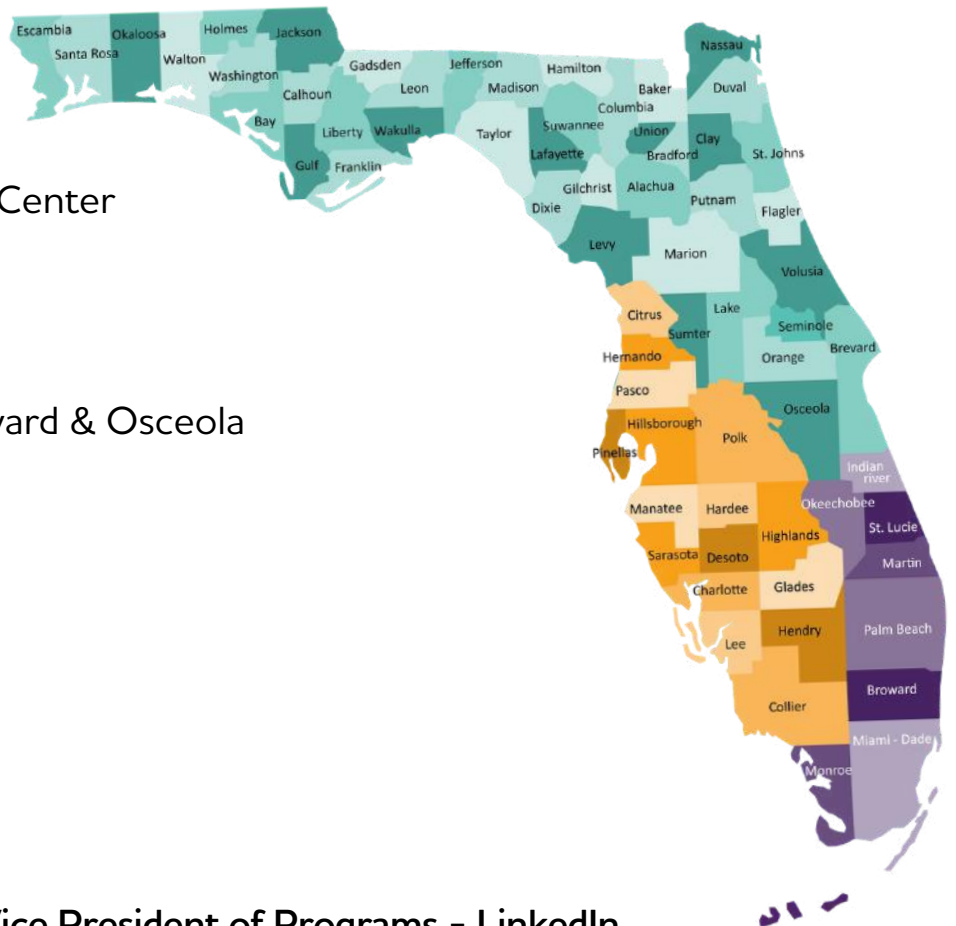 Escambia
Santa Rosa
Okaloosa
Walton
Holmes
Washington
Jackson
Calhoun
Bay
Gulf
Liberty
Franklin
Gadsden
Leon
Wakulla
Jefferson
Madison
Taylor
Hamilton
Suwannee
Lafayette
Dixie
Columbia
Gilchrist
Baker
Union
Bradford
Alachua
Levy
Nassau
Duval
Clay
St. Johns
Putnam
Flagler
Marion
Volusia
Center
Citrus
Sumter
Lake
Seminole
Hernando
Orange
Brevard
Pasco
Osceola
Hillsborough
Polk
Pinellas
& Osceola
Indian
river
Manatee
Hardee
Highlands
Okeechobee
St. Lucie
Sarasota
Desoto
Martin
Charlotte
Glades
Lee
Hendry
Palm Beach
Broward
Collier
Miami - Dade
Monroe
Vice President of Programs - LinkedIn